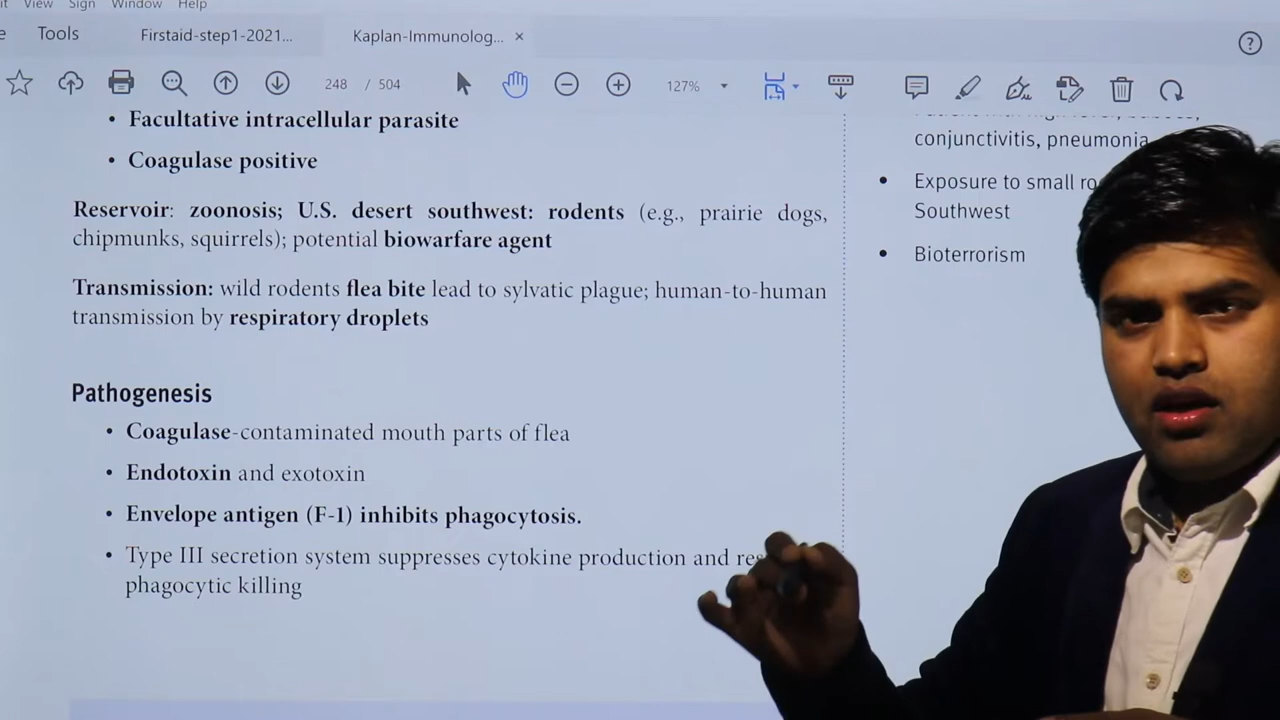 View Sign Window Help
Tools Firstaid-step1-2021... Kaplan-Immunolog... ×
248 / 504 127%
• Facultative intracellular parasite
• Coagulase positive
Reservoir: zoonosis; U.S. desert southwest: rodents (e.g., prairie dogs,
chipmunks, squirrels); potential biowarfare agent
Transmission: wild rodents flea bite lead to sylvatic plague; human-to-human
transmission by respiratory droplets
Pathogenesis
• Coagulase-contaminated mouth parts of flea
• Endotoxin and exotoxin
• Envelope antigen (F-1) inhibits phagocytosis.
• Type III secretion system suppresses cytokine production and
phagocytic killing
conjunctivitis, pneumonia
• Exposure to small
Southwest
• Bioterrorism